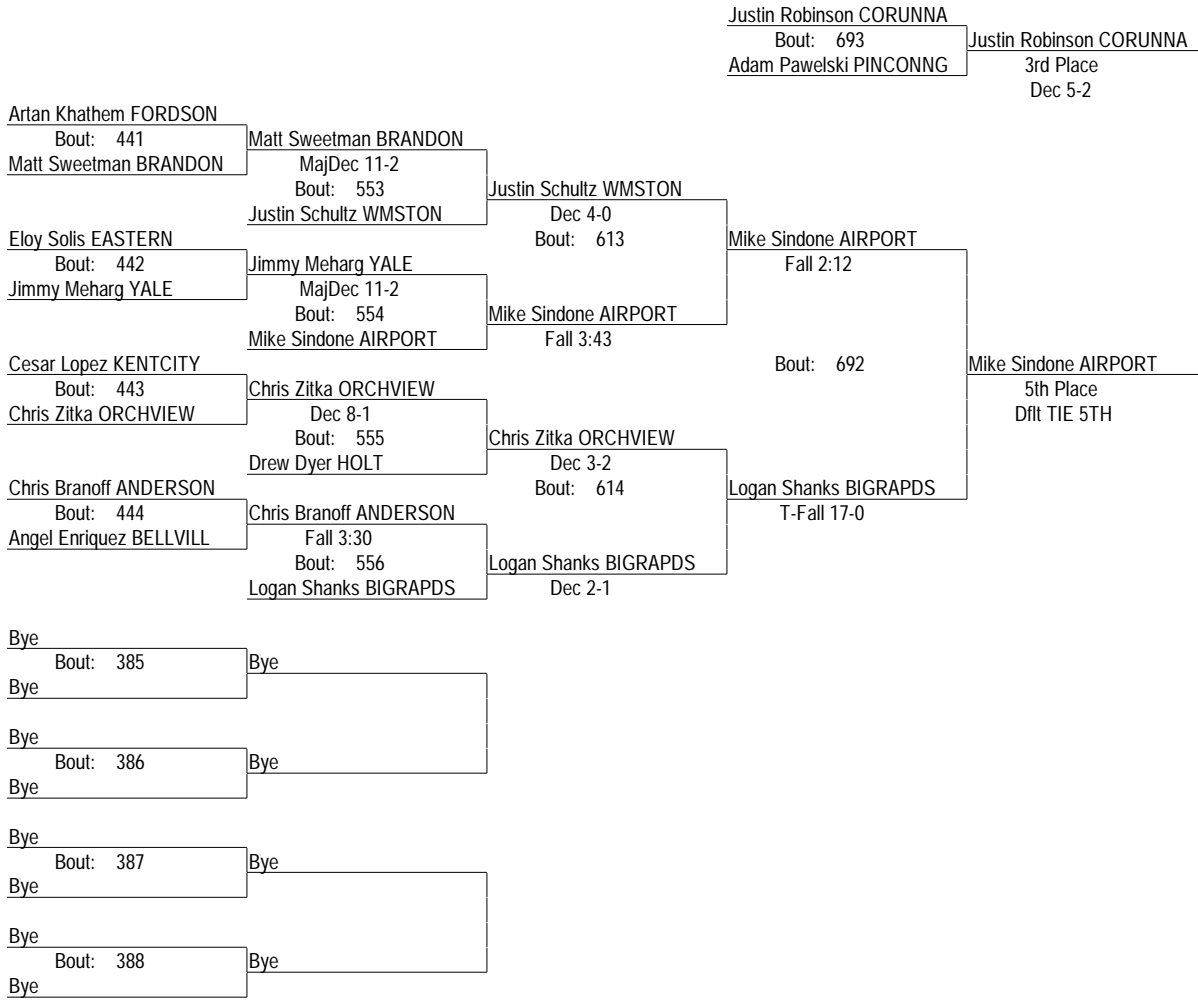 Justin Robinson CORUNNA
Bout: 693
Justin Robinson CORUNNA
Adam Pawelski PINCONNG
3rd Place
Dec 5-2
Artan Khathem FORDSON
Bout: 441
Matt Sweetman BRANDON
Matt Sweetman BRANDON
MajDec 11-2
Bout: 553
Justin Schultz WMSTON
Justin Schultz WMSTON
Dec 4-0
Bout: 613
Eloy Solis EASTERN
Bout: 442
Jimmy Meharg YALE
Jimmy Meharg YALE
MajDec 11-2
Bout: 554
Mike Sindone AIRPORT
Mike Sindone AIRPORT
Fall 3:43
Mike Sindone AIRPORT
Fall 2:12
Bout: 692
Mike Sindone AIRPORT
5th Place
Dflt TIE 5TH
Cesar Lopez KENTCITY
Bout: 443
Chris Zitka ORCHVIEW
Chris Zitka ORCHVIEW
Dec 8-1
Bout: 555
Drew Dyer HOLT
Chris Zitka ORCHVIEW
Dec 3-2
Bout: 614
Chris Branoff ANDERSON
Bout: 444
Angel Enriquez BELLVILL
Chris Branoff ANDERSON
Fall 3:30
Bout: 556
Logan Shanks BIGRAPDS
Logan Shanks BIGRAPDS
Dec 2-1
Logan Shanks BIGRAPDS
T-Fall 17-0
Bye
Bout: 385
Bye
Bye
Bye
Bout: 386
Bye
Bye
Bye
Bout: 387
Bye
Bye
Bye
Bout: 388
Bye
Bye